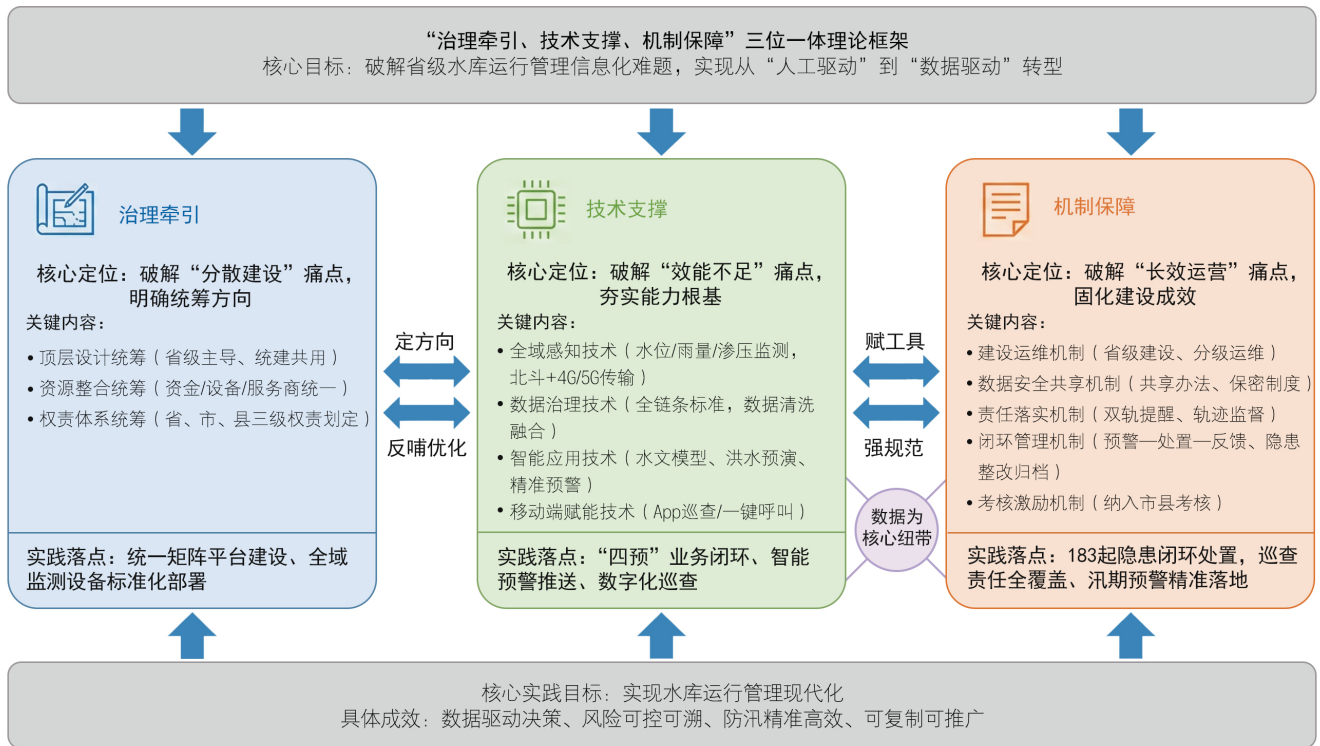 “治理牵引、技术支撑、机制保障”三位一体理论框架
核心目标：破解省级水库运行管理信息化难题，实现从“人工驱动”到“数据驱动”转型
治理牵引
核心定位：破解“分散建设”痛点，
明确统筹方向
关键内容：
• 顶层设计统筹（省级主导、统建共用）
• 资源整合统筹（资金/设备/服务商统一）
• 权责体系统筹（省、市、县三级权责划定）
实践落点：统一矩阵平台建设、全域
监测设备标准化部署
定方向
反哺优化
技术支撑
核心定位：破解“效能不足”痛点，
夯实能力根基
关键内容：
• 全域感知技术（水位/雨量/渗压监测，
北斗+4G/5G传输）
• 数据治理技术（全链条标准，数据清洗
融合）
• 智能应用技术（水文模型、洪水预演、
精准预警）
• 移动端赋能技术（App巡查/一键呼叫）
实践落点：“四预”业务闭环、智能
预警推送、数字化巡查
赋工具
强规范
数据为
核心纽带
机制保障
核心定位：破解“长效运营”痛点，
固化建设成效
关键内容：
• 建设运维机制（省级建设、分级运维）
• 数据安全共享机制（共享办法、保密制度）
• 责任落实机制（双轨提醒、轨迹监督）
• 闭环管理机制（预警—处置—反馈、隐患
整改归档）
• 考核激励机制（纳入市县考核）
实践落点：183起隐患闭环处置，巡查
责任全覆盖、汛期预警精准落地
核心实践目标：实现水库运行管理现代化
具体成效：数据驱动决策、风险可控可溯、防汛精准高效、可复制可推广